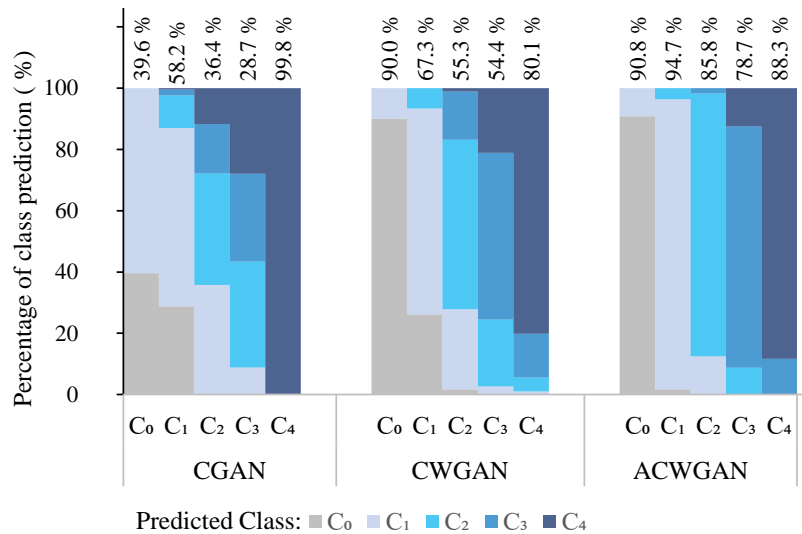 39.6 % 58.2 % 36.4 % 28.7 % 99.8 % 90.0 % 67.3 % 55.3 % 54.4 % 80.1 % 90.8 % 94.7 % 85.8 % 78.7 % 88.3 %
Percentage of class prediction ( %)
100
80
60
40
20
0
C₀ C₁ C₂ C₃ C₄ C₀ C₁ C₂ C₃ C₄ C₀ C₁ C₂ C₃ C₄
CGAN CWGAN ACWGAN
Predicted Class: C₀ C₁ C₂ C₃ C₄